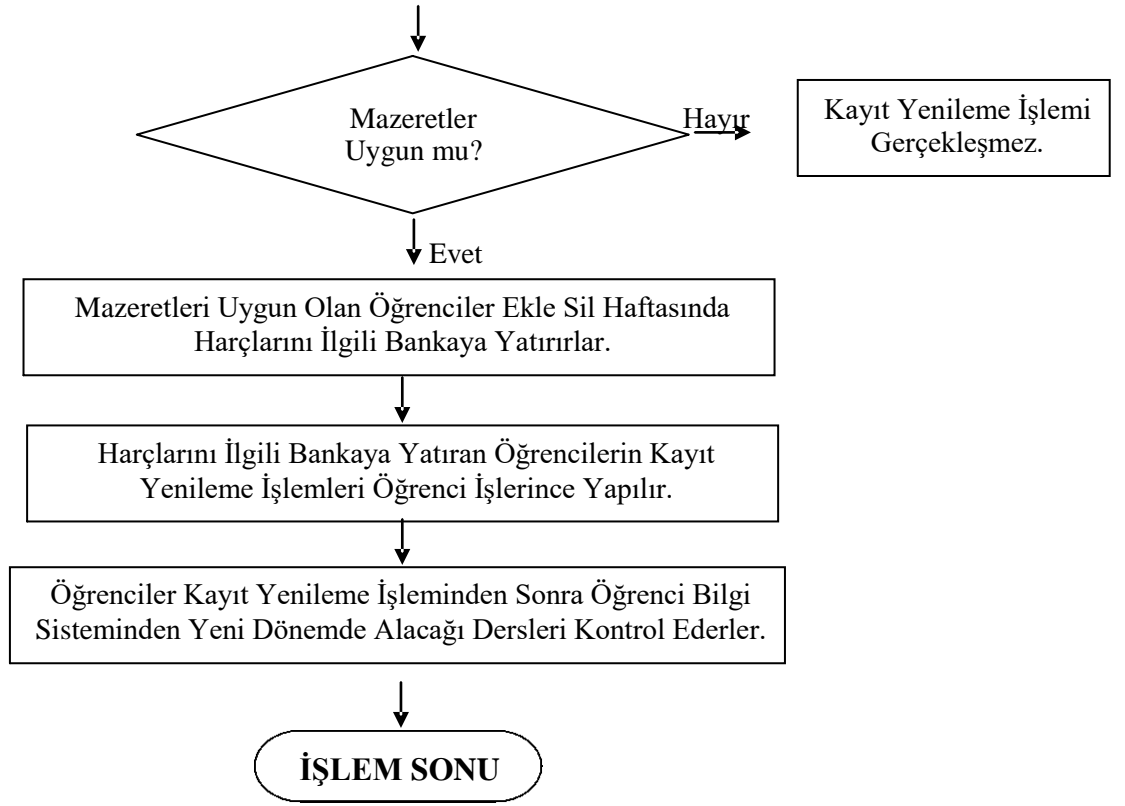 Mazeretler
Uygun mu?
Hayır
Kayıt Yenileme İşlemi
Gerçekleşmez.
Evet
Mazeretleri Uygun Olan Öğrenciler Ekle Sil Haftasında
Harçlarını İlgili Bankaya Yatırırlar.
Harçlarını İlgili Bankaya Yatıran Öğrencilerin Kayıt
Yenileme İşlemleri Öğrenci İşlerince Yapılır.
Öğrenciler Kayıt Yenileme İşleminden Sonra Öğrenci Bilgi
Sisteminden Yeni Dönemde Alacağı Dersleri Kontrol Ederler.
İŞLEM SONU